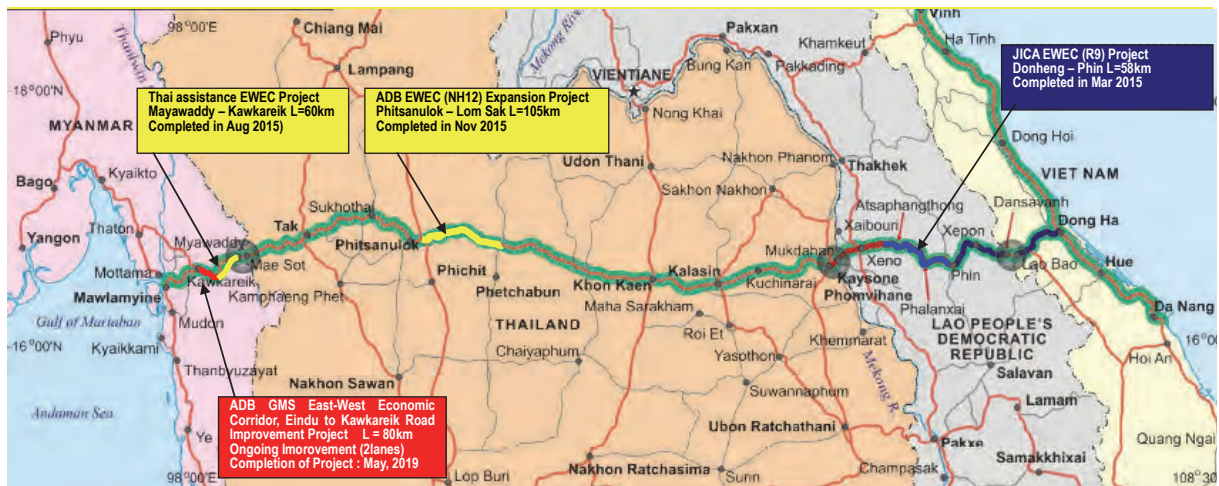 98°00'E
Phyu
Thanlwin
Chiang Mai
Lampang
Mekong River
VIENTIANE
Pakxan
Bung Kan
Pakkading
Khamkeut
Vinh
Ha Tinh
JICA EWEC (R9) Project
Donheng – Phin L=58km
Completed in Mar 2015
18°00'N
Thai assistance EWEC Project
Mayawaddy – Kawkareik L=60km
Completed in Aug 2015)
ADB EWEC (NH12) Expansion Project
Phitsanulok – Lom Sak L=105km
Completed in Nov 2015
Nong Khai
MYANMAR
Dong Hoi
Bago
Kyaikto
Udon Thani
Nakhon Phanom
Thakhek
VIET NAM
Sakhon Nakhon
Atsaphangthong
Dansavanh
Sukhothai
Thaton
Tak
Yangon
Myawaddy
Phitsanulok
Xaibouri
Xepon
Dong Ha
Mukdahan
Xeno
Mottama
Mae Sot
Kawkareik
Phichit
Kalasin
Phin
Lao Bao
Hue
Mawlamyine
Kamphaeng Phet
Phetchabun
Khon Kaen
Kuchinarai
Kaysone
Phomvihane
Phalanxai
Maha Sarakham
Da Nang
Mudon
Gulf of Martaban
THAILAND
Roi Et
Khemmarat
LAO PEOPLE'S
DEMOCRATIC
REPUBLIC
16°00'N
Kyaikkami
Chaiyaphum
Yasothon
Mekong R.
16°00'
Hoi An
Thanbyuzayat
Nakhon Sawan
Suwannaphum
Salavan
Andaman Sea
Ye
ADB GMS East-West Economic
Corridor, Eindu to Kawkareik Road
Improvement Project L = 80km
Ongoing Imorovement (2lanes)
Completion of Project : May, 2019
Lamam
Ubon Ratchathani
Pakxe
Quang Ngai
Nakhon Ratchasima
Samakkhixai
98°00'E
Lop Buri
Surin
Champasak
108°30